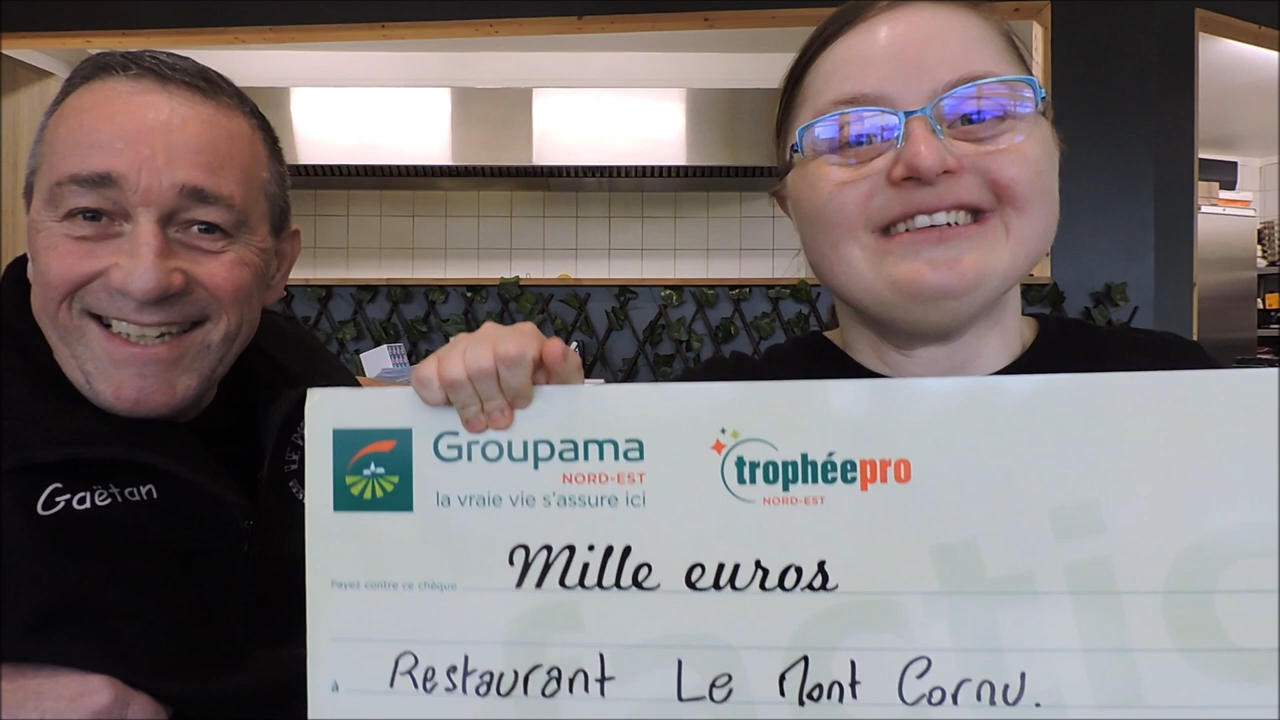 Gaëtan
Groupama
NORD-EST
la vraie vie s'assure ici
trophéepro
NORD-EST
Payez contre ce chèque
Mille euros
à Restaurant Le Mont Cornu.